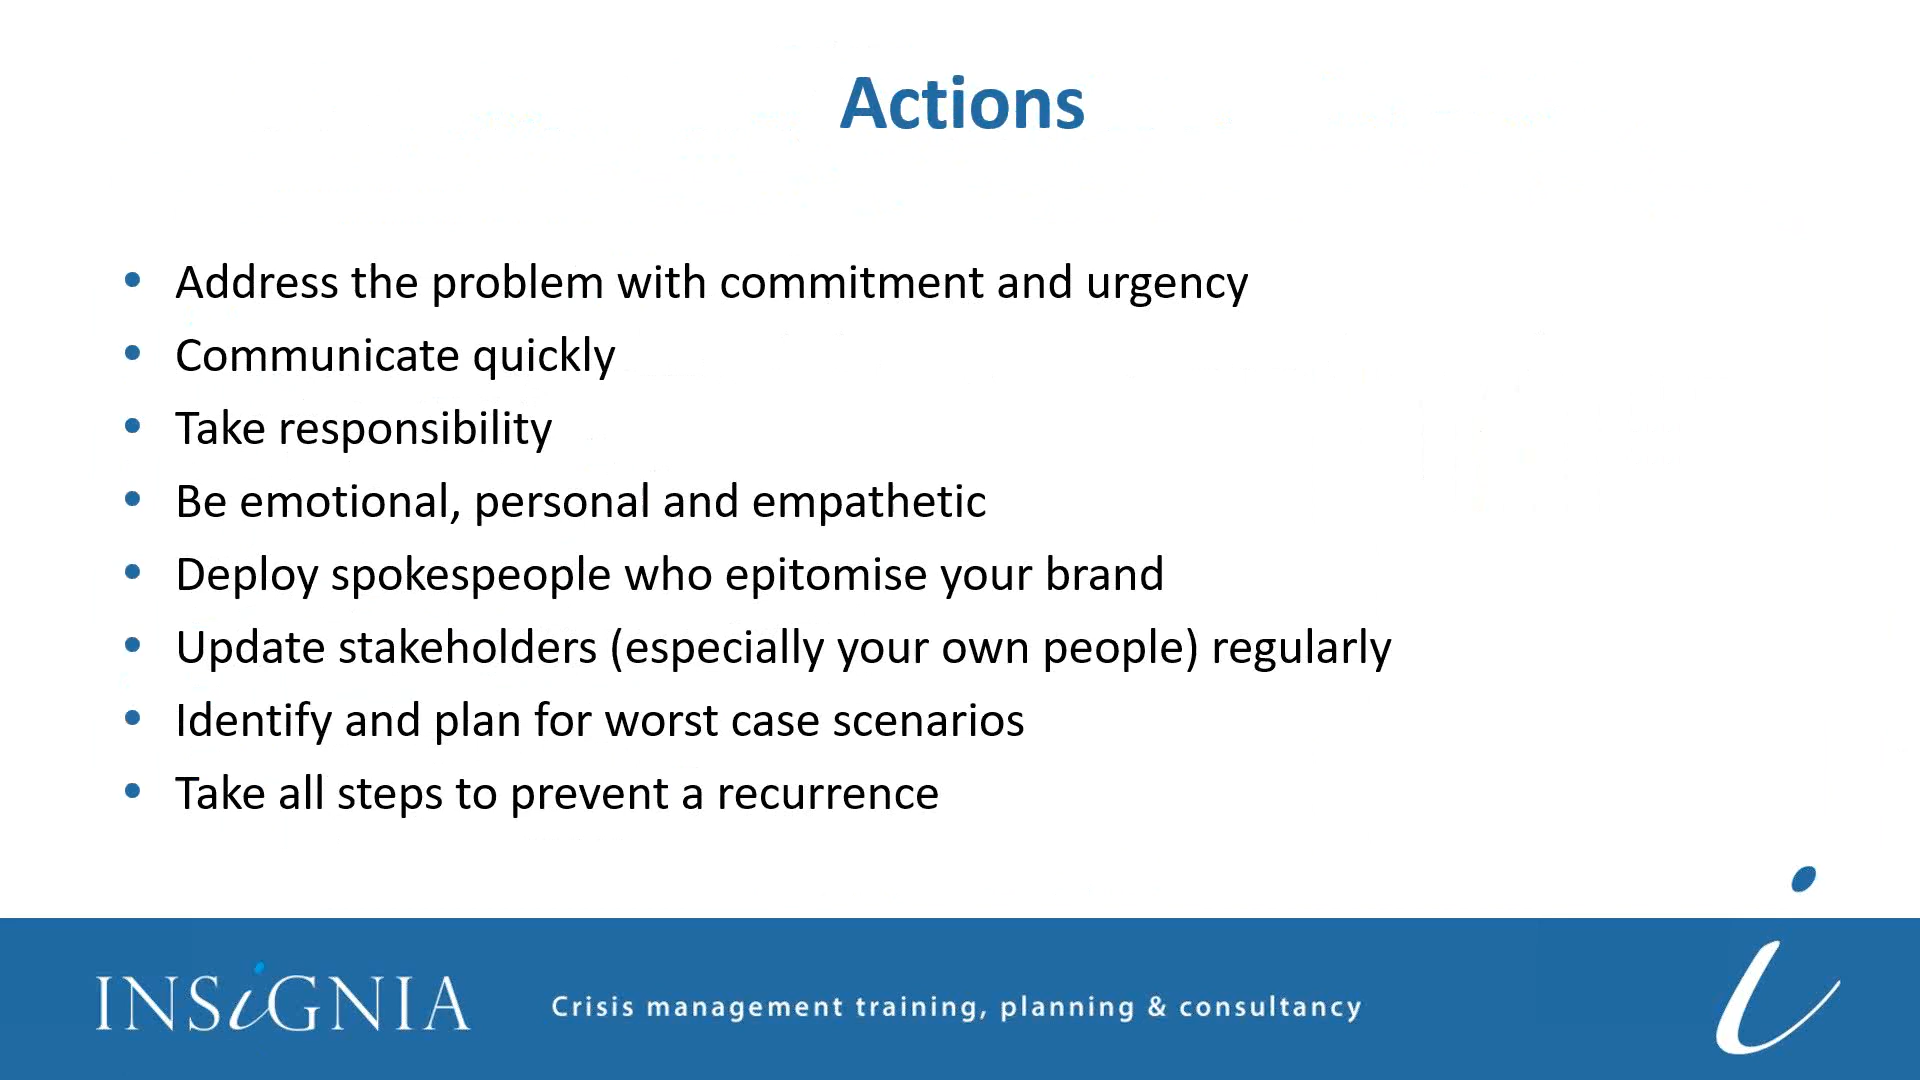 Actions
• Address the problem with commitment and urgency
• Communicate quickly
• Take responsibility
• Be emotional, personal and empathetic
• Deploy spokespeople who epitomise your brand
• Update stakeholders (especially your own people) regularly
• Identify and plan for worst case scenarios
• Take all steps to prevent a recurrence
INSiGNIA Crisis management training, planning & consultancy
i